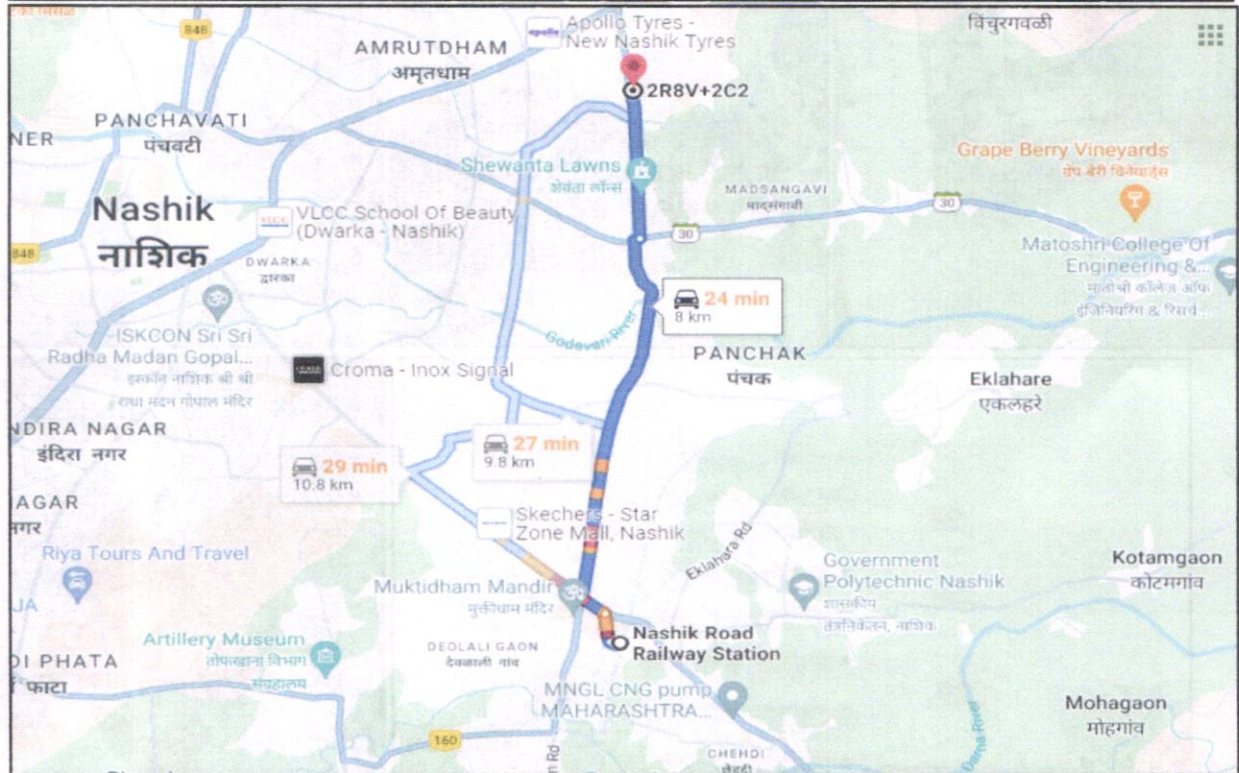 848
apollo
Apollo Tyres -
New Nashik Tyres
विंचुरगवळी
AMRUTDHAM
अमृतधाम
2R8V+2C2
PANCHAVATI
पंचवटी
NER
Shewanta Lawns
शेवंता लॉन्स
Grape Berry Vineyards
ग्रेप बेरी विनेयार्ड्स
MADSANGAVI
माद्सांगावी
30
30
Nashik
नाशिक
VLCC
VLCC School Of Beauty
(Dwarka - Nashik)
848
DWARKA
द्वारका
Matoshri College Of
Engineering &...
मातोश्री कॉलेज ऑफ
इंजिनियरिंग & रिसर्च...
24 min
8 km
ISKCON Sri Sri
Radha Madan Gopal...
इस्कॉन नाशिक श्री श्री
राधा मदन गोपाल मंदिर
Godavari River
PANCHAK
पंचक
Croma - Inox Signal
Eklahare
एकलहरे
NDIRA NAGAR
इंदिरा नगर
27 min
9.8 km
29 min
10.8 km
AGAR
नगर
Skechers - Star
Zone Mall, Nashik
Eklahara Rd
Riya Tours And Travel
Government
Polytechnic Nashik
शासकीय
तंत्रनिकेतन, नाशिक
Kotamgaon
कोटमगांव
Muktidham Mandir
मुक्तीधाम मंदिर
JA
Artillery Museum
तोफखाना विभाग
संग्रहालय
Nashik Road
Railway Station
DEOLALI GAON
देवळाली गांव
DI PHATA
फाटा
MNGL CNG pump
MAHARASHTRA...
Mohagaon
मोहगांव
160
Darna River
CHEHDI
चेहडी
n Rd